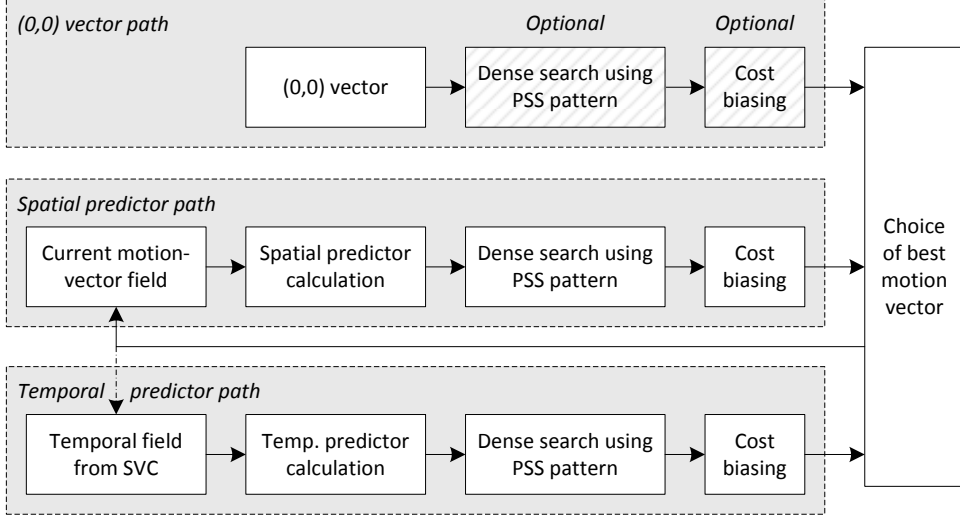 (0,0) vector path
Optional
Optional
(0,0) vector
Dense search using
PSS pattern
Cost
biasing
Spatial predictor path
Current motion-
vector field
Spatial predictor
calculation
Dense search using
PSS pattern
Cost
biasing
Choice
of best
motion
vector
Temporal predictor path
Temporal field
from SVC
Temp. predictor
calculation
Dense search using
PSS pattern
Cost
biasing